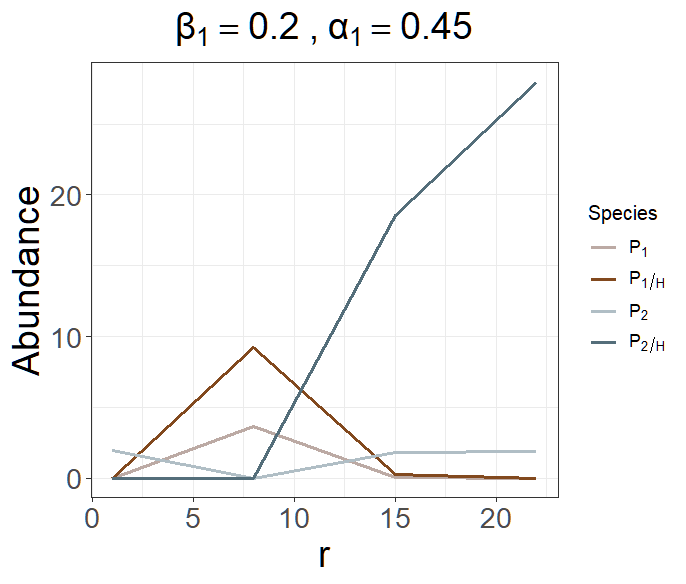 β₁ = 0.2 , α₁ = 0.45
Abundance
20
10
0
0 5 10 15 20
r
Species
P₁
P₁/H
P₂
P₂/H